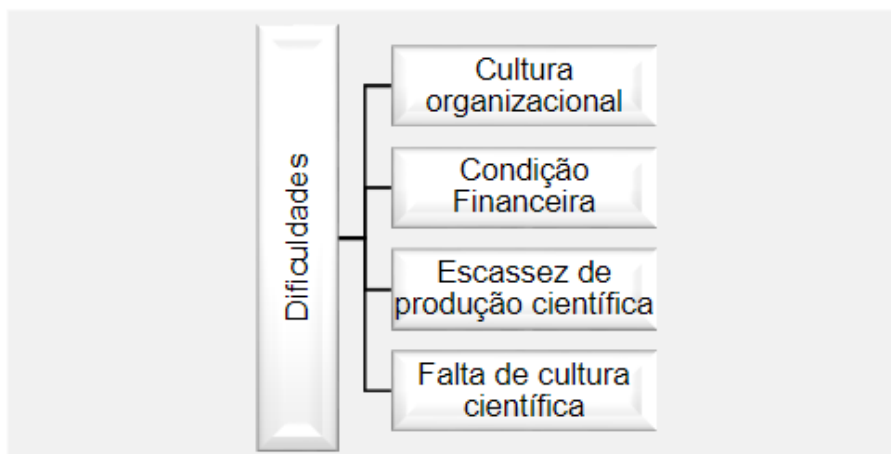 Dificuldades
Cultura
organizacional
Condição
Financeira
Escassez de
produção científica
Falta de cultura
científica